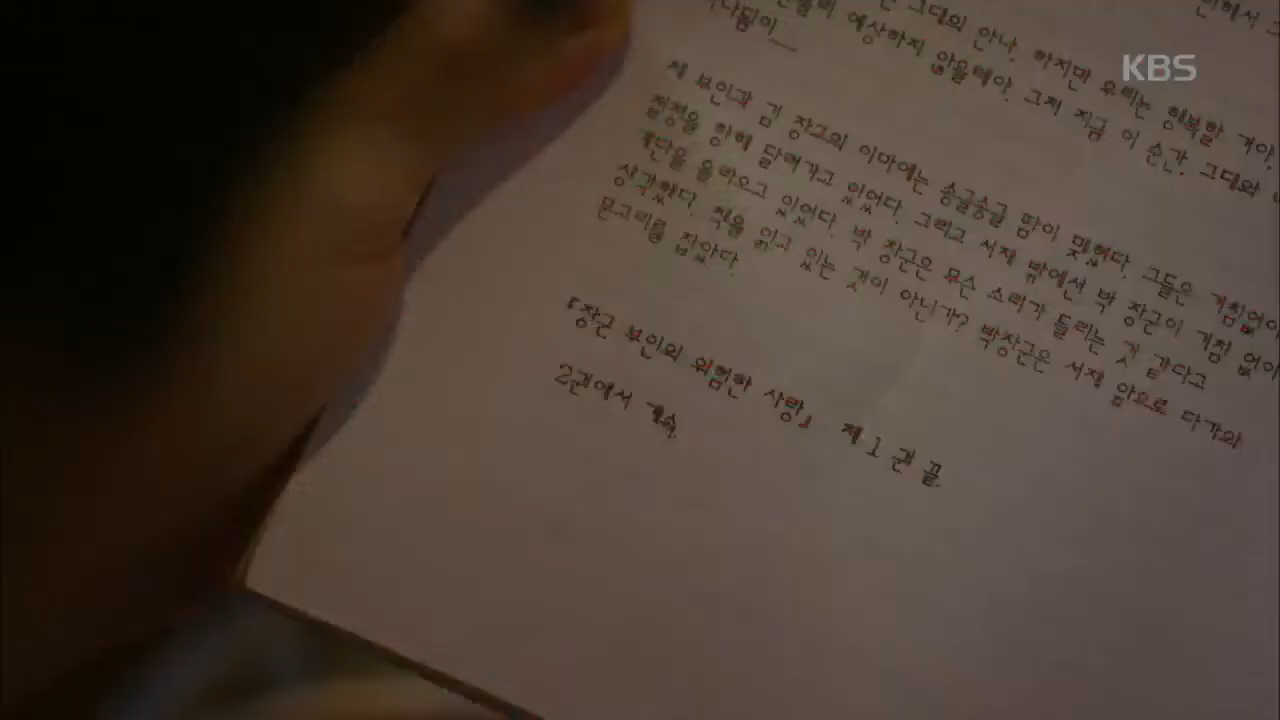 그대의 안나. 하지만 우리는 행복할 거야.
예상하지 않을테야. 그저 지금 이 순간. 그대와
KBS
세 부인과 김 장교의 이마에는 송글송글 땀이 맺혔다. 그들은 거침없이
절정을 향해 달려가고 있었다. 그리고 서재 밖에선 박 장군이 거침 없이
계단을 올라오고 있었다. 박 장군은 무슨 소리가 들리는 것 같다고
생각했다. 책을 읽고 있는 것이 아닌가? 박장군은 서재 앞으로 다가와
문고리를 잡았다.
『장군 부인의 위험한 사랑』 제 1 권 끝.
2권에서 계속